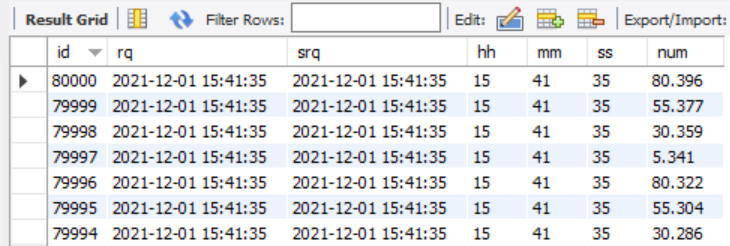 Result Grid Filter Rows: Edit: Export/Import:
id rq srq hh mm ss num
80000 2021-12-01 15:41:35 2021-12-01 15:41:35 15 41 35 80.396
79999 2021-12-01 15:41:35 2021-12-01 15:41:35 15 41 35 55.377
79998 2021-12-01 15:41:35 2021-12-01 15:41:35 15 41 35 30.359
79997 2021-12-01 15:41:35 2021-12-01 15:41:35 15 41 35 5.341
79996 2021-12-01 15:41:35 2021-12-01 15:41:35 15 41 35 80.322
79995 2021-12-01 15:41:35 2021-12-01 15:41:35 15 41 35 55.304
79994 2021-12-01 15:41:35 2021-12-01 15:41:35 15 41 35 30.286